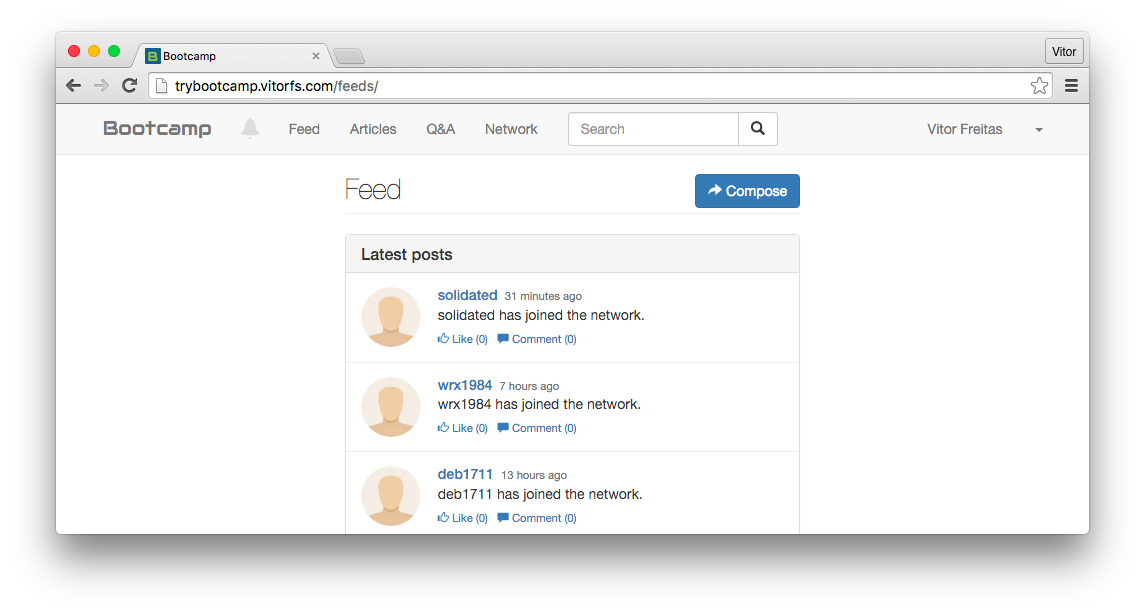 Bootcamp
Vitor
trybootcamp.vitorfs.com/feeds/
Bootcamp Feed Articles Q&A Network Search Vitor Freitas
Feed
Compose
Latest posts
solidated 31 minutes ago
solidated has joined the network.
Like (0) Comment (0)
wrx1984 7 hours ago
wrx1984 has joined the network.
Like (0) Comment (0)
deb1711 13 hours ago
deb1711 has joined the network.
Like (0) Comment (0)